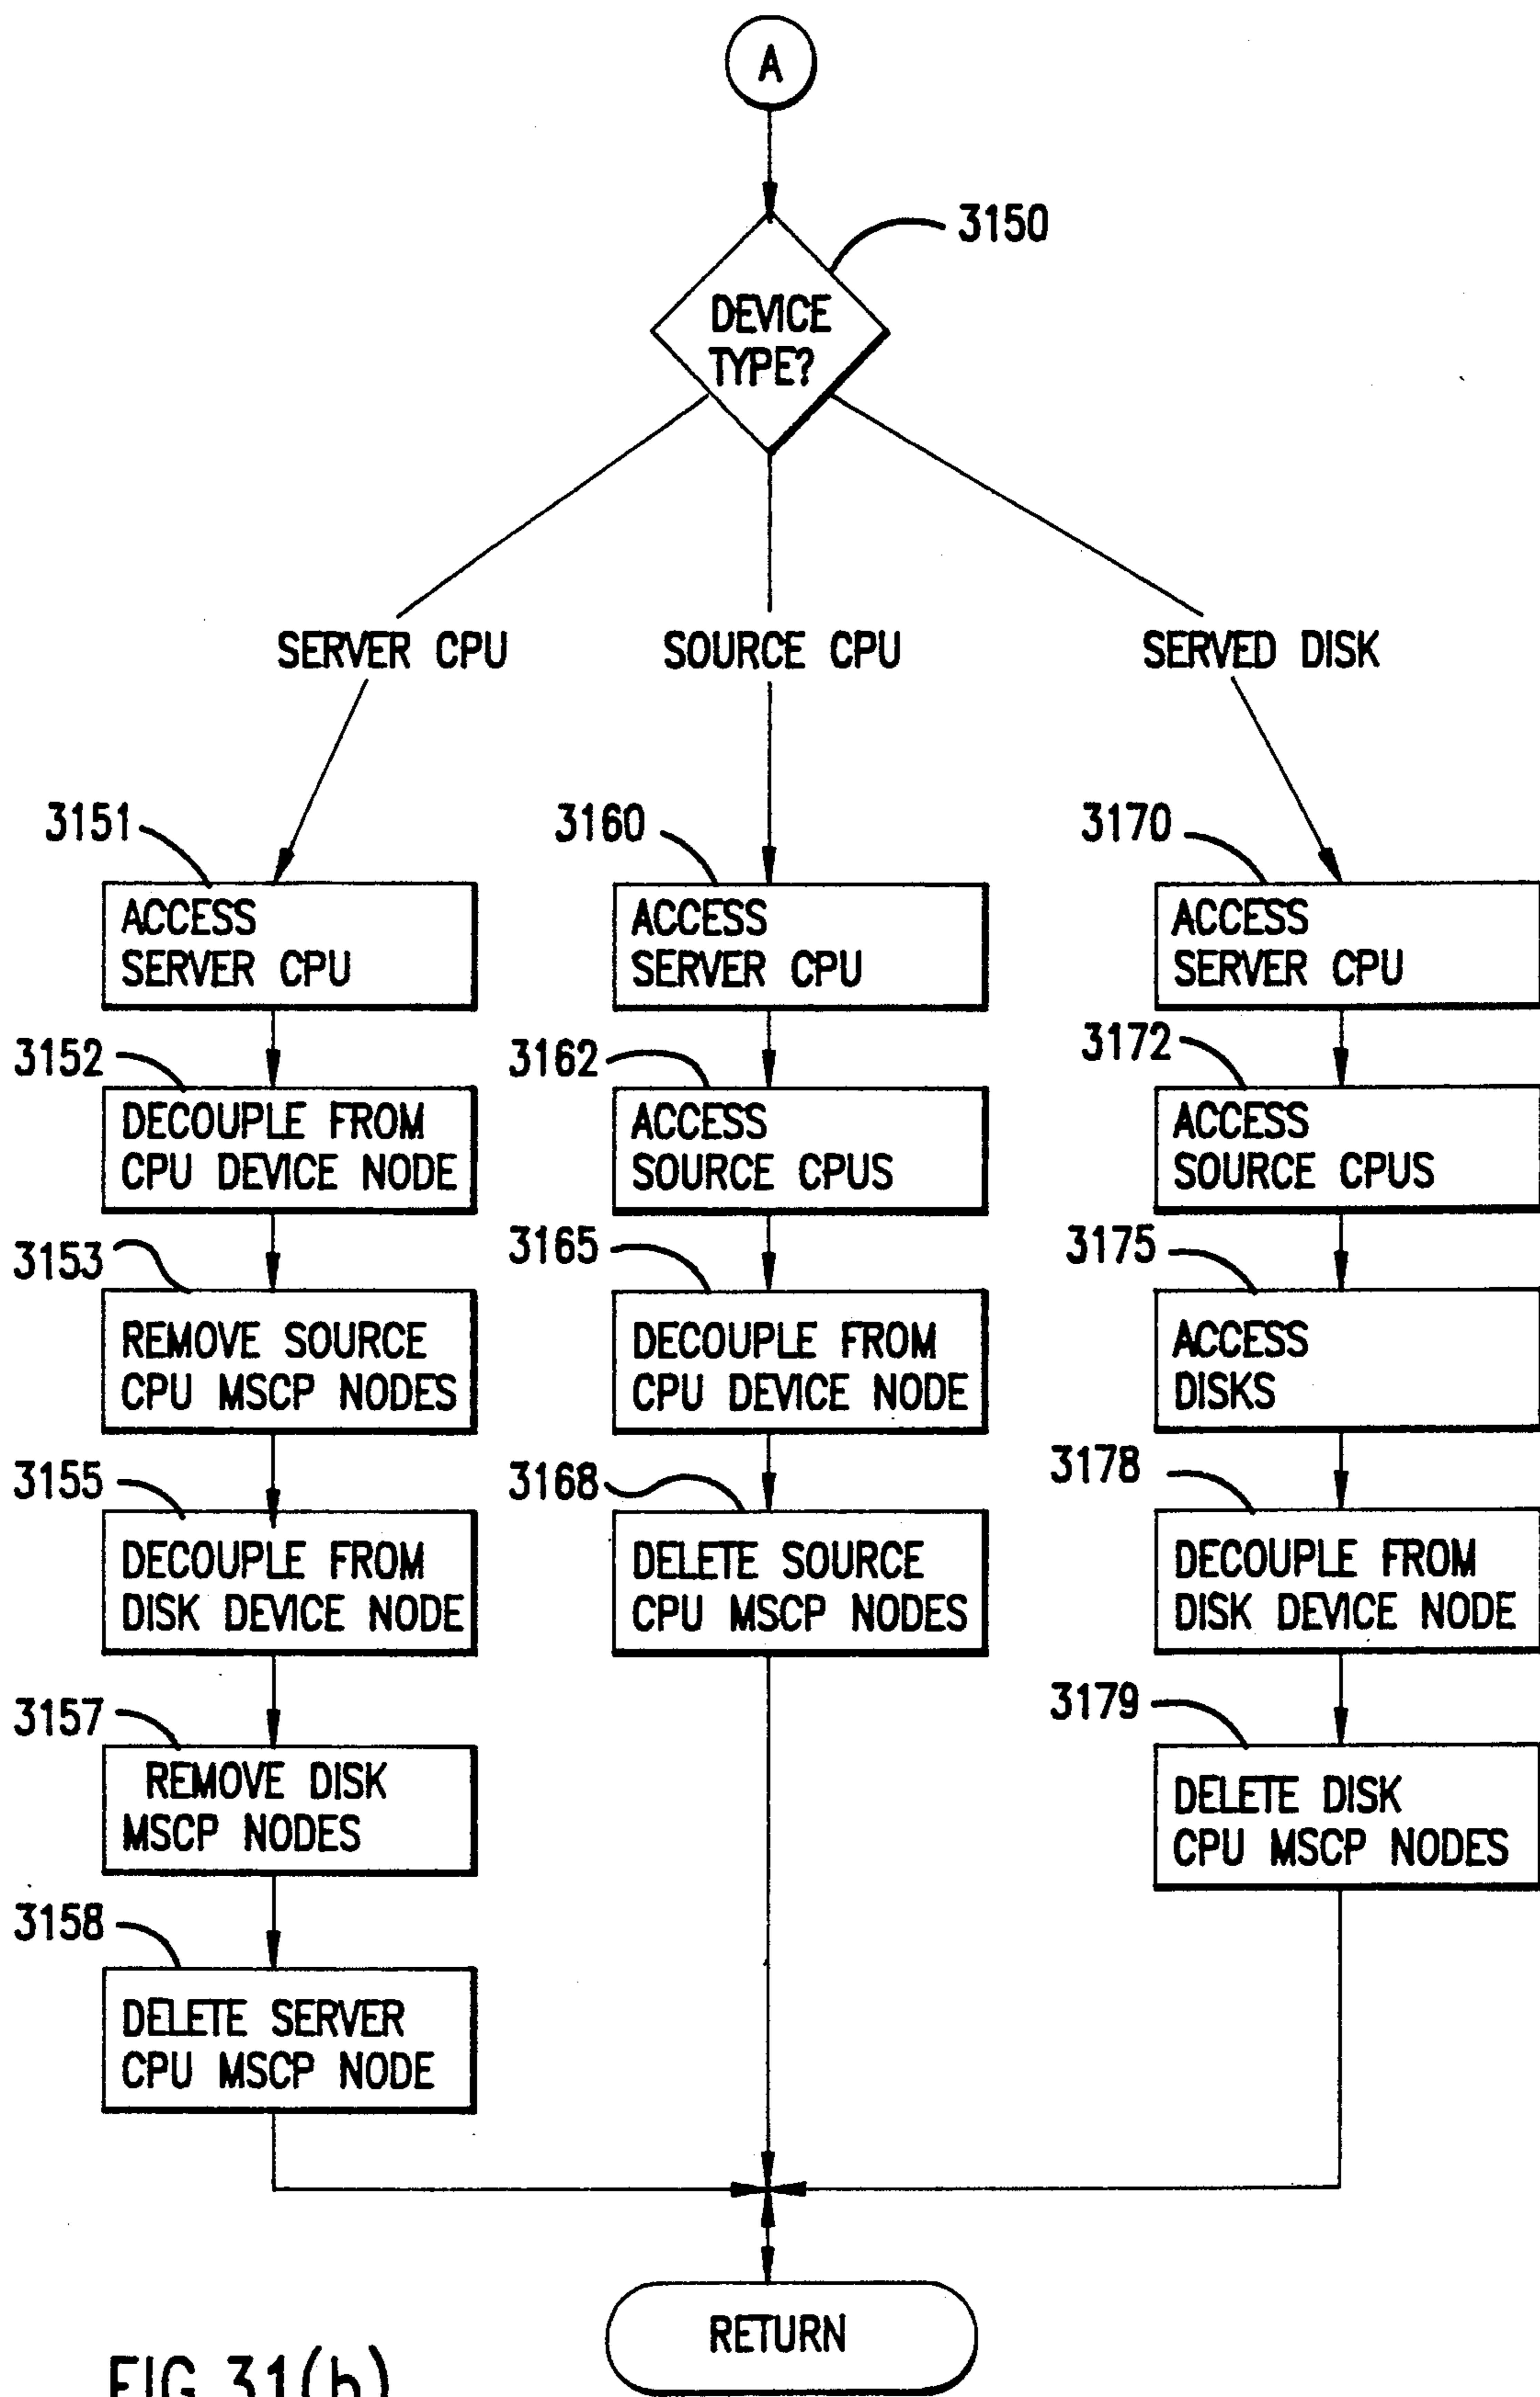 A
3150
DEVICE
TYPE?
SERVER CPU
SOURCE CPU
SERVED DISK
3151
ACCESS
SERVER CPU
3152
DECOUPLE FROM
CPU DEVICE NODE
3153
REMOVE SOURCE
CPU MSCP NODES
3155
DECOUPLE FROM
DISK DEVICE NODE
3157
REMOVE DISK
MSCP NODES
3158
DELETE SERVER
CPU MSCP NODE
3160
ACCESS
SERVER CPU
3162
ACCESS
SOURCE CPUS
3165
DECOUPLE FROM
CPU DEVICE NODE
3168
DELETE SOURCE
CPU MSCP NODES
3170
ACCESS
SERVER CPU
3172
ACCESS
SOURCE CPUS
3175
ACCESS
DISKS
3178
DECOUPLE FROM
DISK DEVICE NODE
3179
DELETE DISK
CPU MSCP NODES
RETURN
FIG. 31(b)